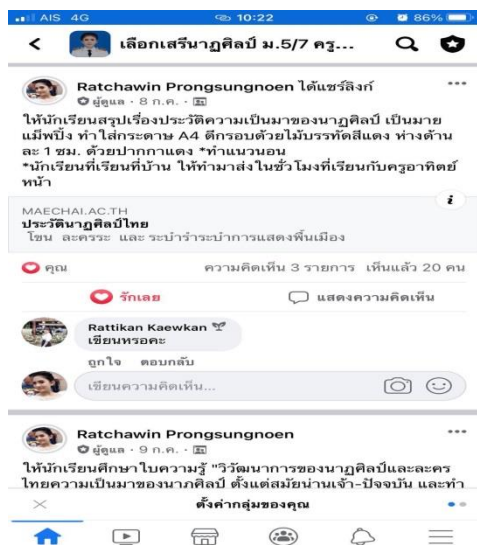 AIS 4G 10:22 86%
เลือกเสรีนาฏศิลป์ ม.5/7 ครู...
Ratchawin Prongsungnoen ได้แชร์ลิงก์
ผู้ดูแล · 8 ก.ค. ·
ให้นักเรียนสรุปเรื่องประวัติความเป็นมาของนาฏศิลป์ เป็นมาย
แม็พปิ้ง ทำใส่กระดาษ A4 ตีกรอบด้วยไม้บรรทัดสีแดง ห่างด้าน
ละ 1 ซม. ด้วยปากกาแดง *ทำแนวนอน
*นักเรียนที่เรียนที่บ้าน ให้ทำมาส่งในชั่วโมงที่เรียนกับครูอาทิตย์
หน้า
MAECHAI.AC.TH
ประวัตินาฏศิลป์ไทย
โขน ละครระ และ ระบำรำระบำการแสดงพื้นเมือง
คุณ ความคิดเห็น 3 รายการ เห็นแล้ว 20 คน
รักเลย แสดงความคิดเห็น
Rattikan Kaewkan
เขียนหรอคะ
ถูกใจ ตอบกลับ
เขียนความคิดเห็น...
Ratchawin Prongsungnoen
ผู้ดูแล · 9 ก.ค. ·
ให้นักเรียนศึกษาใบความรู้ "วิวัฒนาการของนาฏศิลป์และละคร
ไทยความเป็นมาของนาภศิลป์ ตั้งแต่สมัยน่านเจ้า-ปัจจุบัน และทำ
ตั้งค่ากลุ่มของคุณ